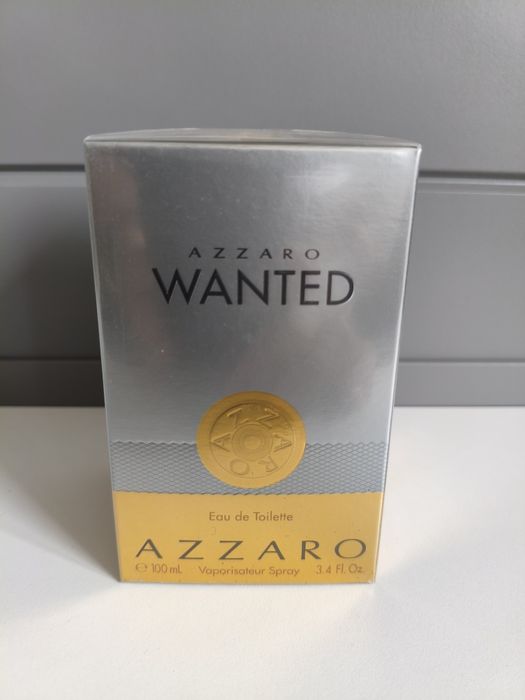 AZZARO
WANTED
AZZARO
Eau de Toilette
AZZARO
℮ 100 mL Vaporisateur Spray 3.4 Fl. Oz.